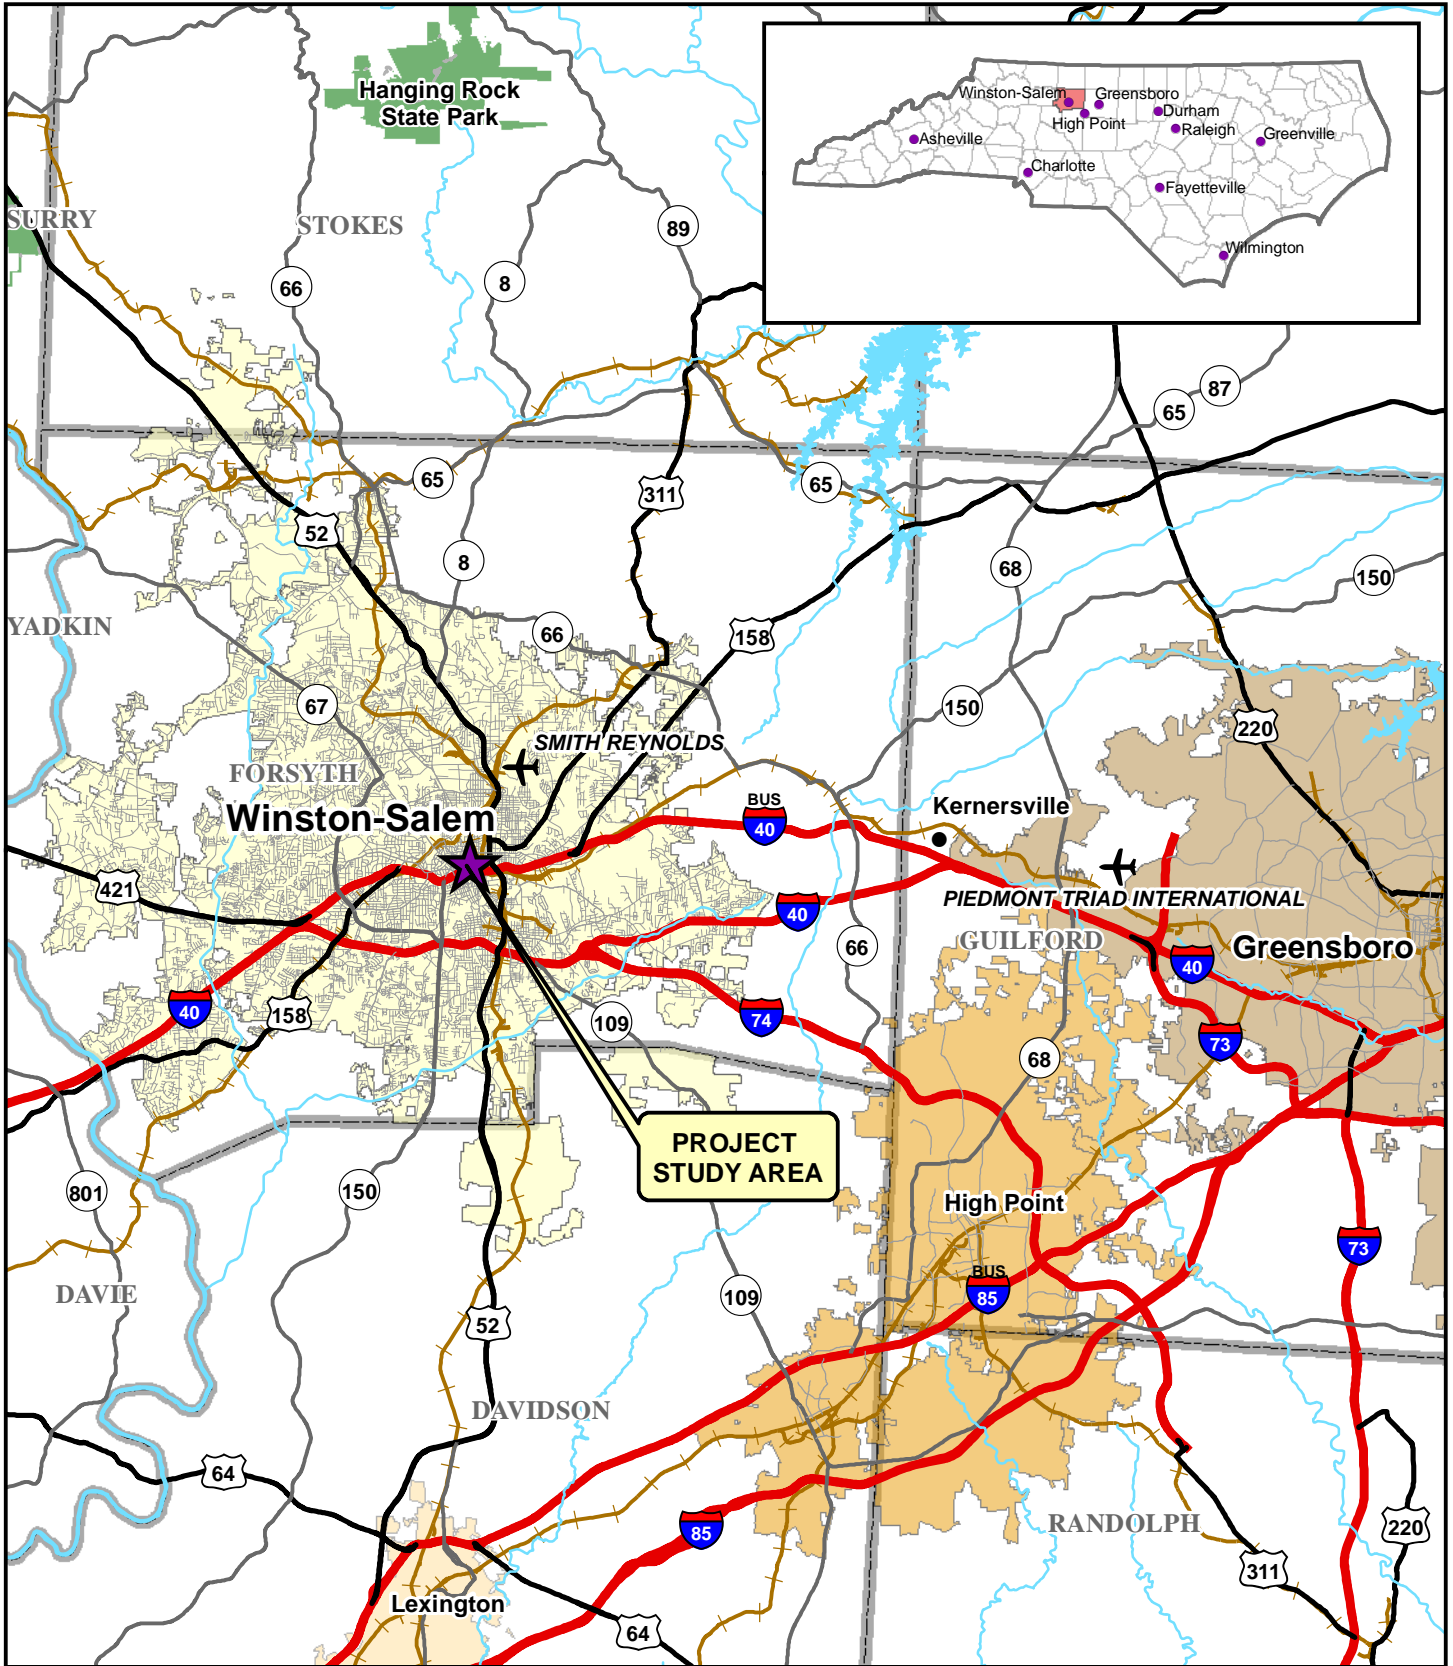 Hanging Rock
State Park
Winston-Salem
Greensboro
High Point
Durham
Raleigh
Greenville
Asheville
Charlotte
Fayetteville
Wilmington
SURRY
STOKES
89
66
8
87
65
65
65
311
52
8
68
150
66
158
YADKIN
67
150
220
SMITH REYNOLDS
FORSYTH
Winston-Salem
BUS
40
Kernersville
421
PIEDMONT TRIAD INTERNATIONAL
40
GUILFORD
Greensboro
66
40
40
158
74
109
73
68
PROJECT
STUDY AREA
801
150
High Point
73
DAVIE
BUS
85
109
52
DAVIDSON
64
85
RANDOLPH
220
311
Lexington
64